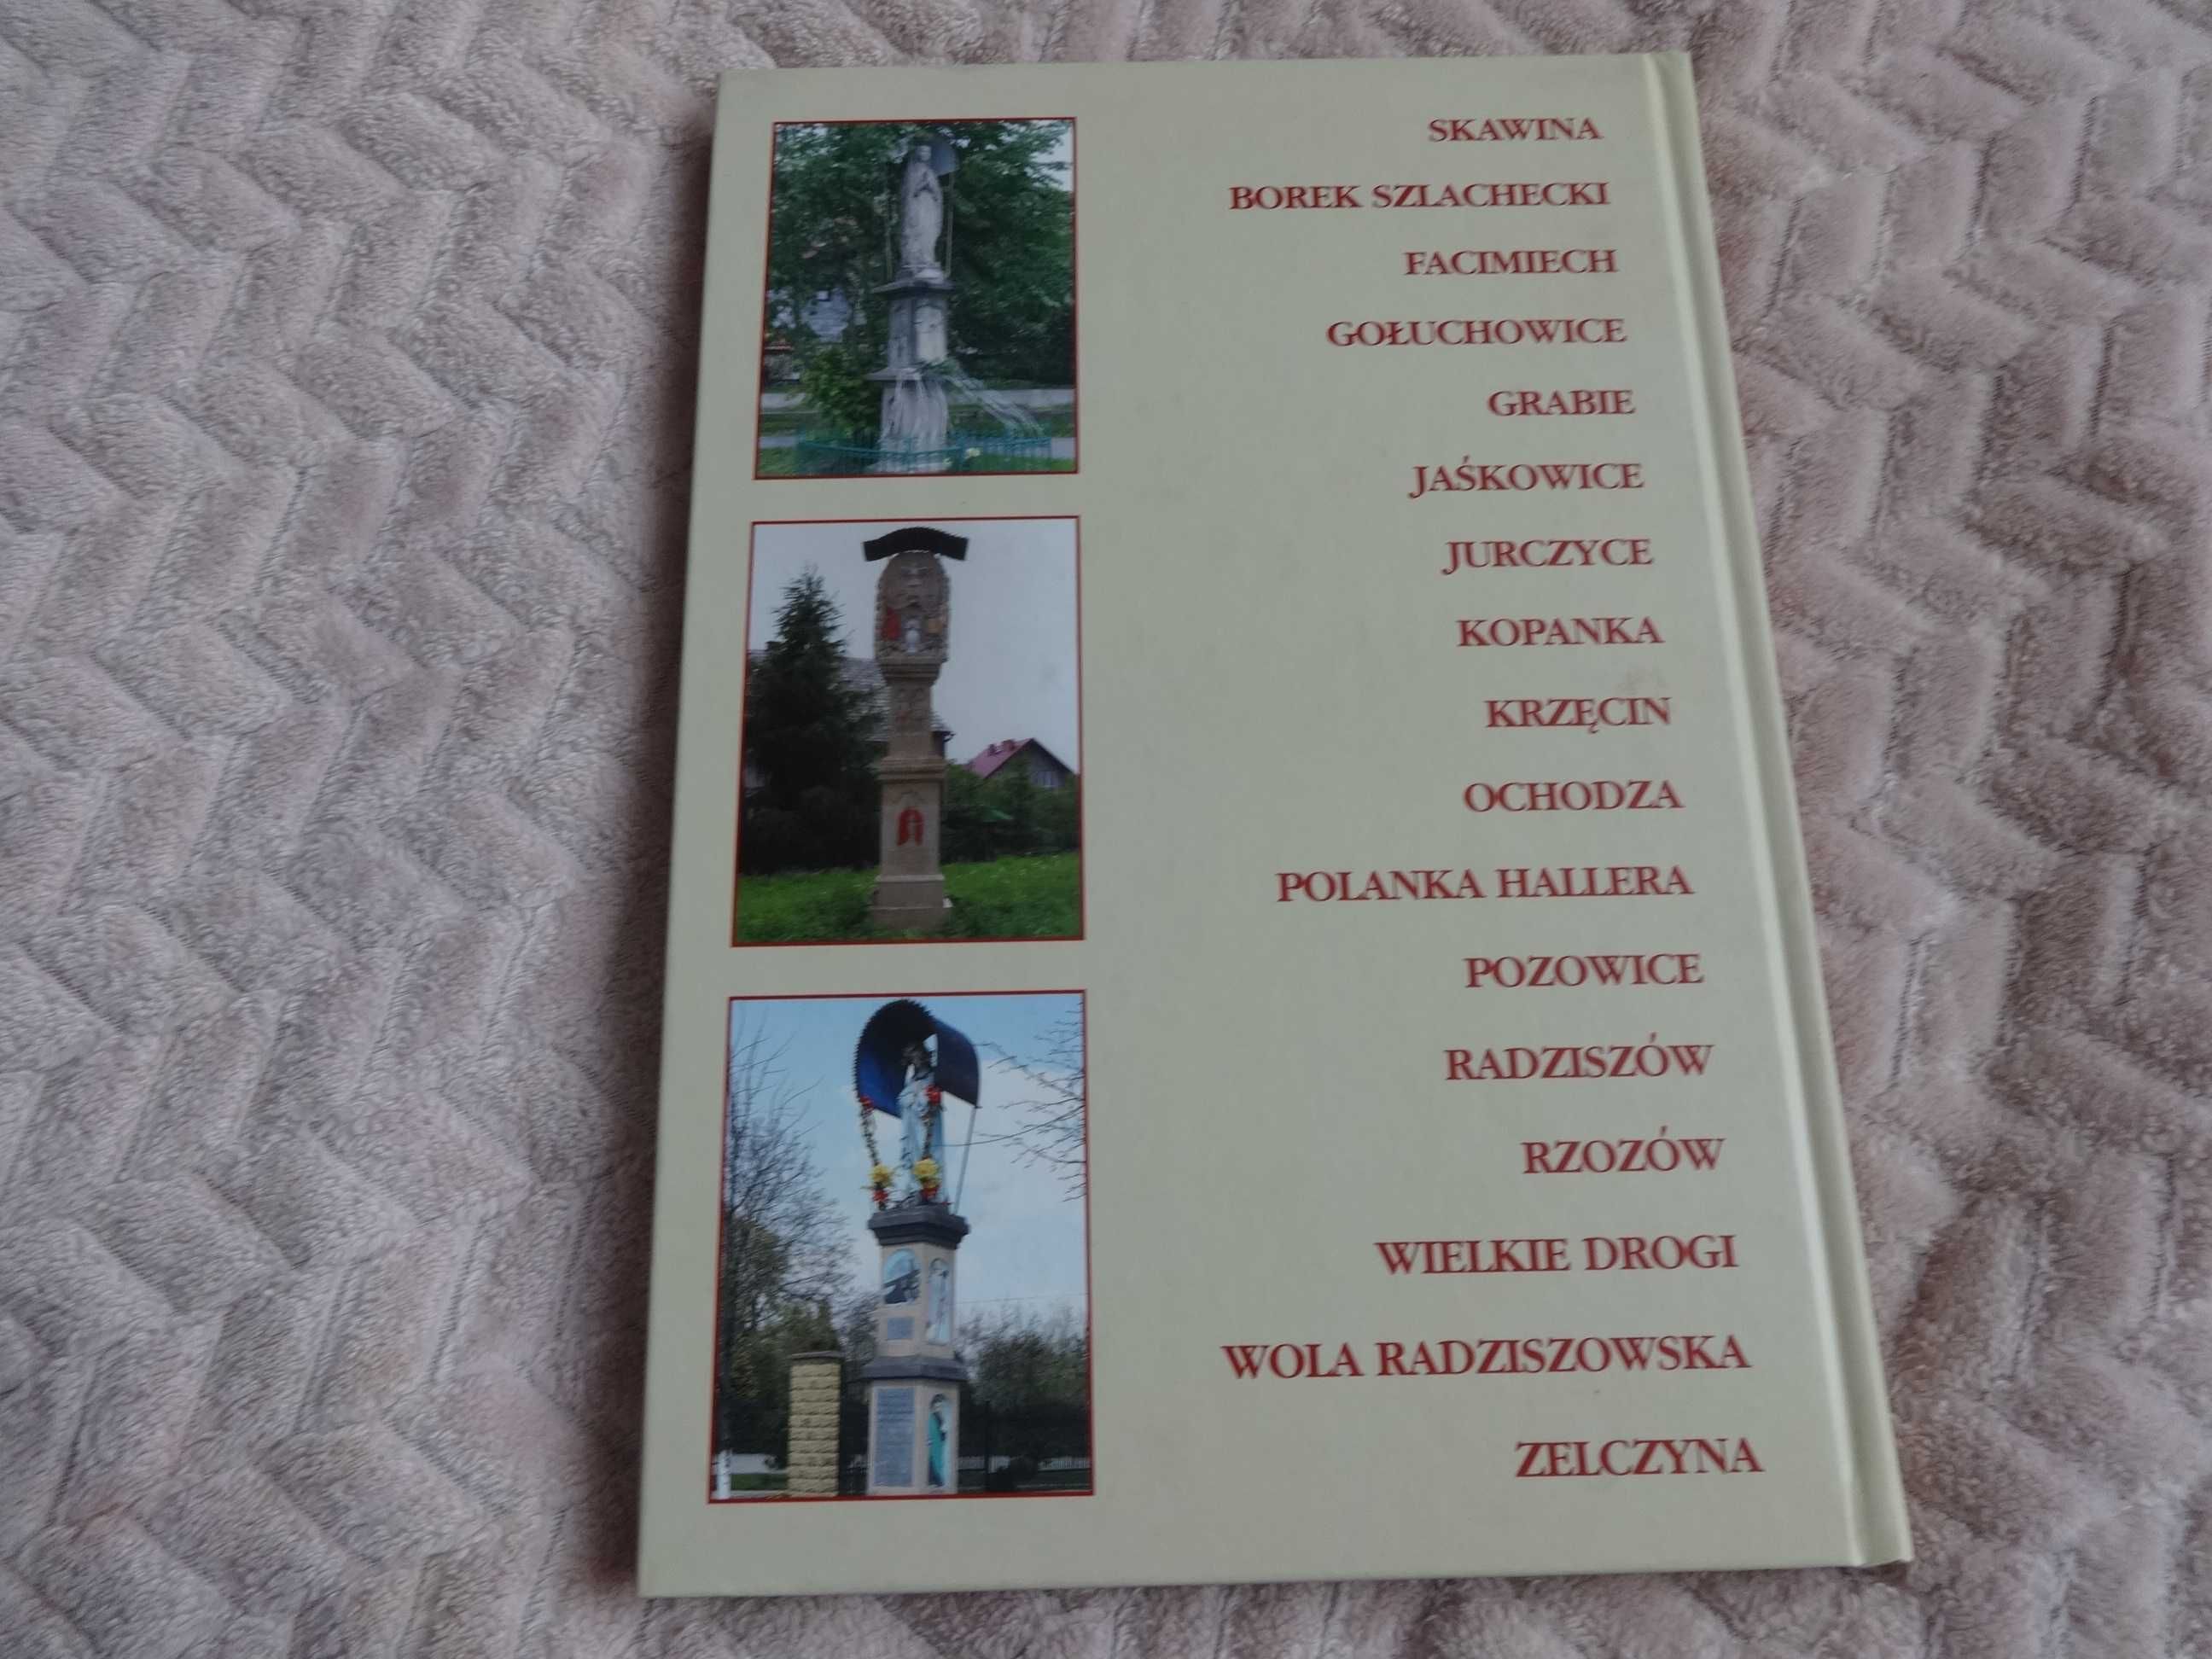 SKAWINA
BOREK SZLACHECKI
FACIMIECH
GOŁUCHOWICE
GRABIE
JAŚKOWICE
JURCZYCE
KOPANKA
KRZĘCIN
OCHODZA
POLANKA HALLERA
POZOWICE
RADZISZÓW
RZOZÓW
WIELKIE DROGI
WOLA RADZISZOWSKA
ZELCZYNA